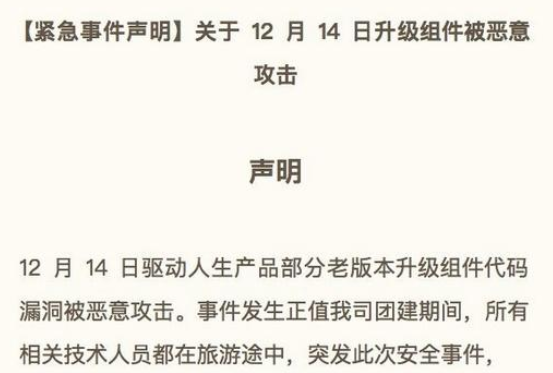 【紧急事件声明】关于 12 月 14 日升级组件被恶意
攻击
声明
12 月 14 日驱动人生产品部分老版本升级组件代码
漏洞被恶意攻击。事件发生正值我司团建期间，所有
相关技术人员都在旅游途中，突发此次安全事件，